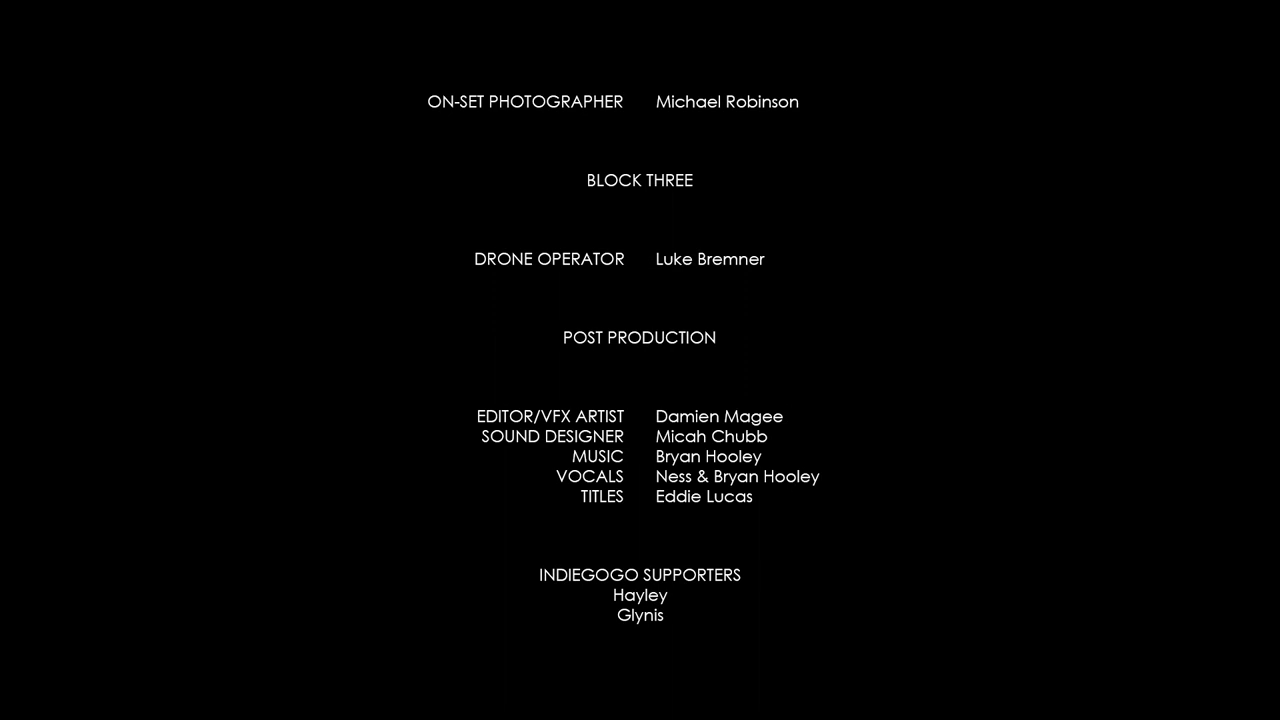 ON-SET PHOTOGRAPHER Michael Robinson
BLOCK THREE
DRONE OPERATOR Luke Bremner
POST PRODUCTION
EDITOR/VFX ARTIST Damien Magee
SOUND DESIGNER Micah Chubb
MUSIC Bryan Hooley
VOCALS Ness & Bryan Hooley
TITLES Eddie Lucas
INDIEGOGO SUPPORTERS
Hayley
Glynis